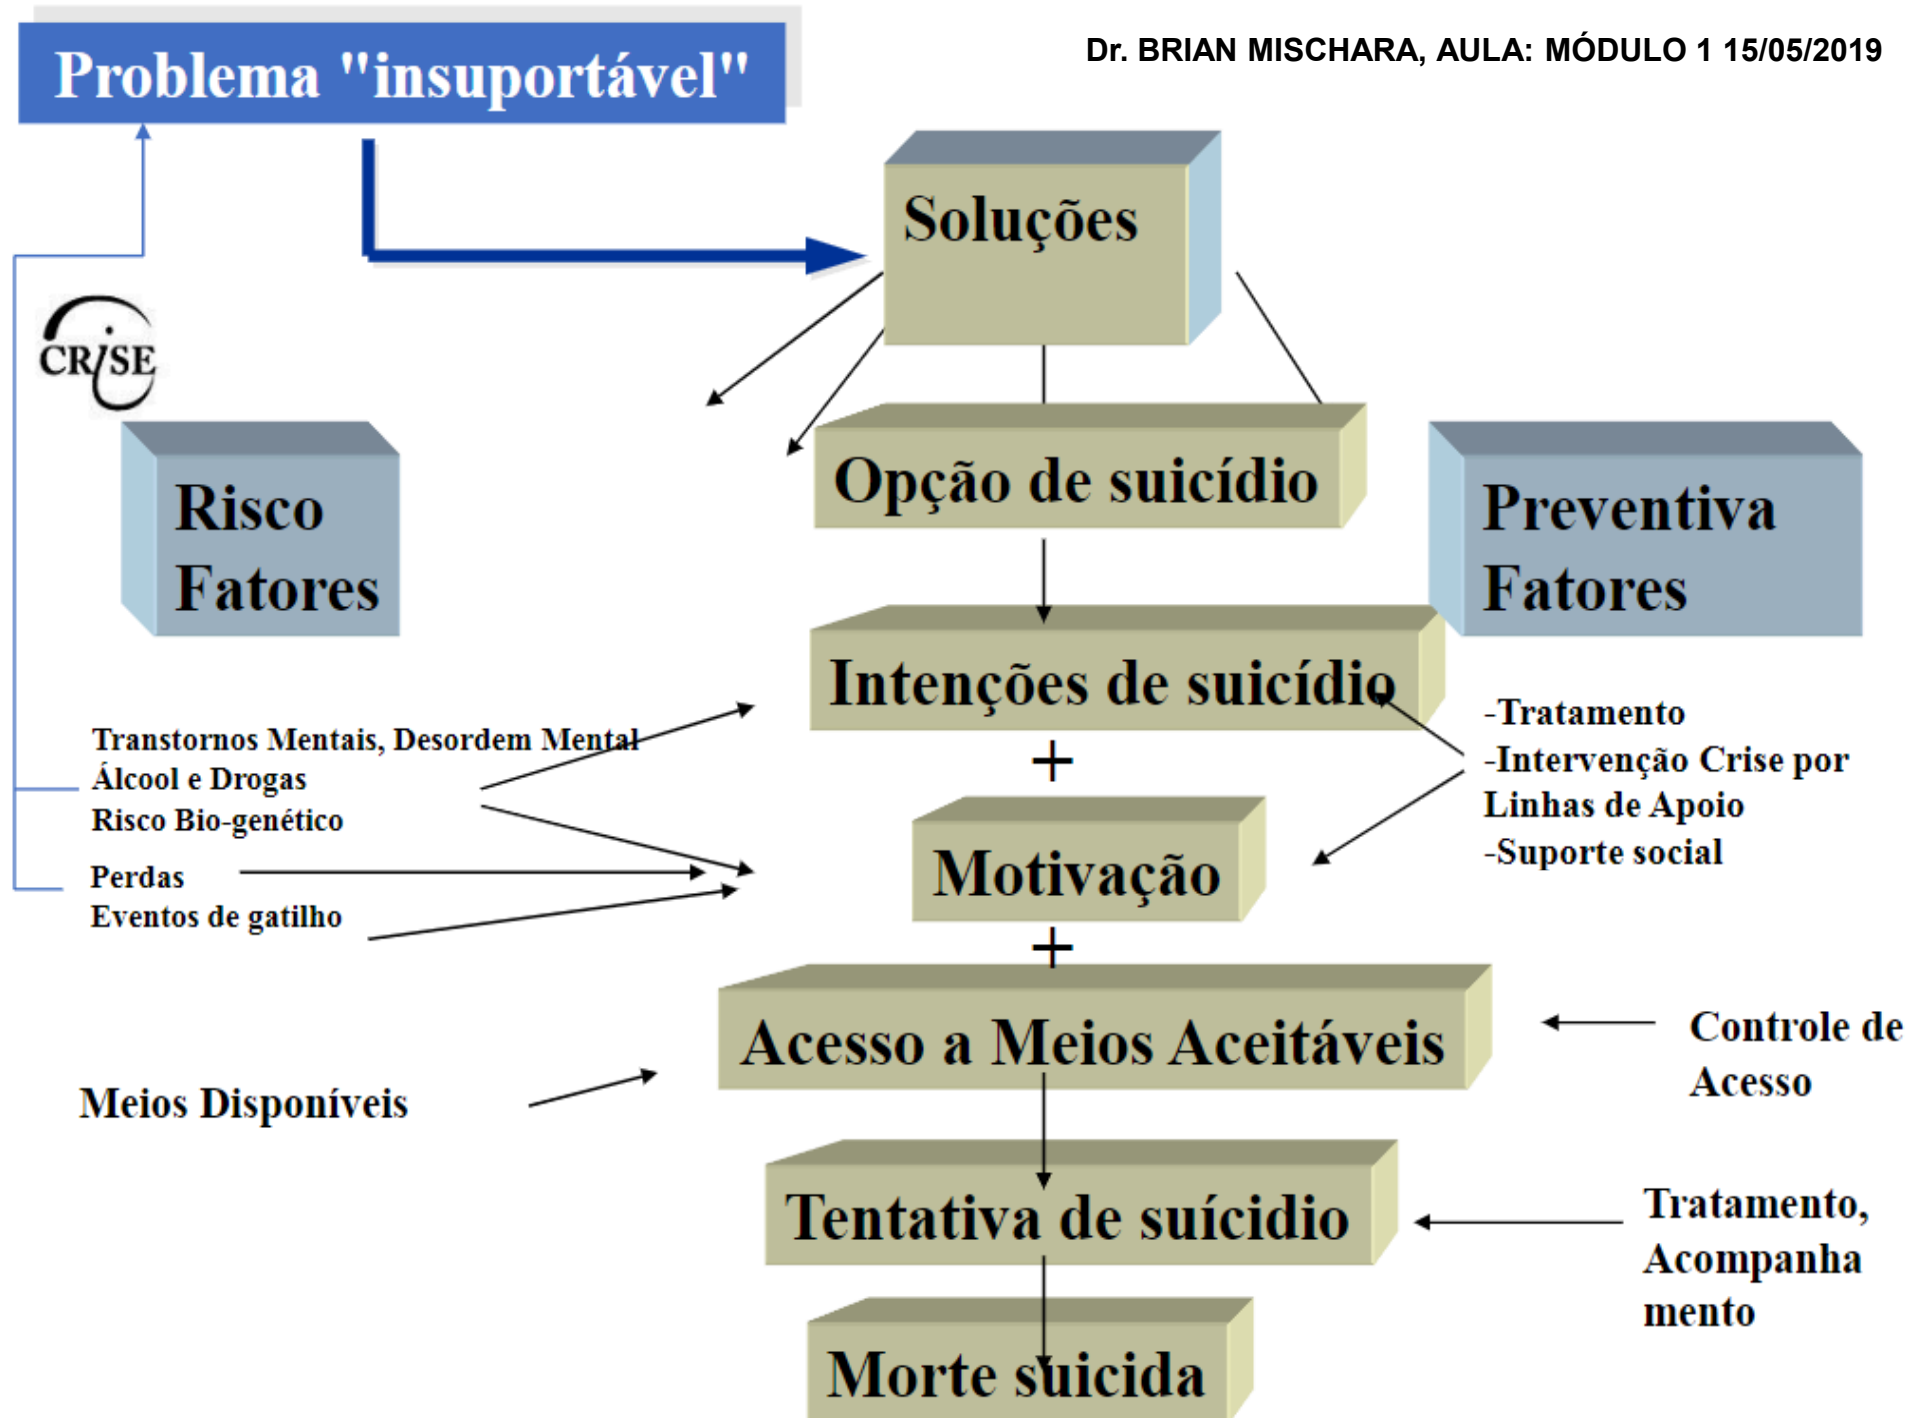 Problema "insuportável"
Dr. BRIAN MISCHARA, AULA: MÓDULO 1 15/05/2019
Soluções
CRISE
Opção de suicídio
Risco
Fatores
Preventiva
Fatores
Intenções de suicídio
+
Transtornos Mentais, Desordem Mental
Álcool e Drogas
Risco Bio-genético
Perdas
Eventos de gatilho
-Tratamento
-Intervenção Crise por
Linhas de Apoio
-Suporte social
Motivação
+
Acesso a Meios Aceitáveis
Meios Disponíveis
Controle de
Acesso
Tentativa de suícidio
Tratamento,
Acompanha
mento
Morte suicida